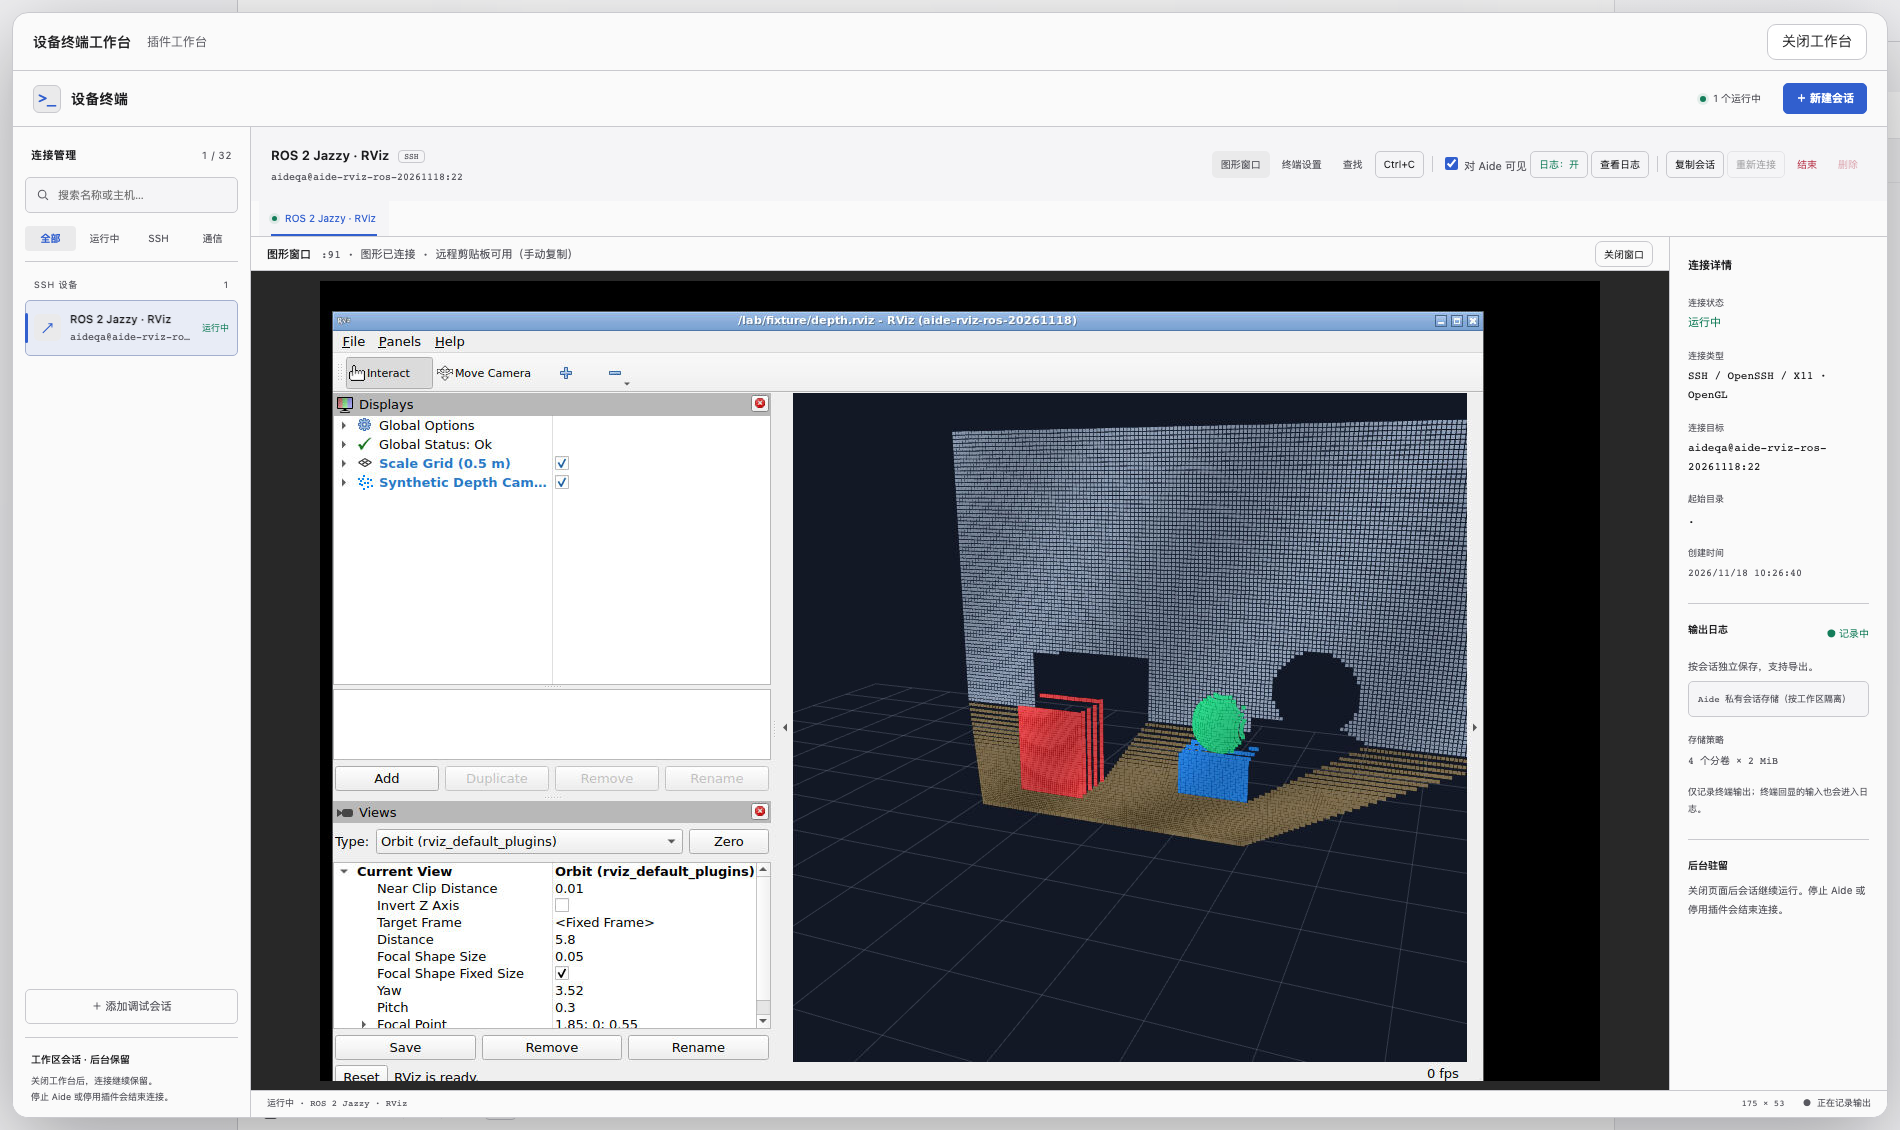 设备终端工作台 插件工作台 关闭工作台
>_ 设备终端 1 个运行中 + 新建会话
连接管理 1 / 32
搜索名称或主机...
全部 运行中 SSH 通信
SSH 设备 1
ROS 2 Jazzy · RViz
aideqa@aide-rviz-ro… 运行中
+ 添加调试会话
工作区会话 · 后台保留
关闭工作台后，连接继续保留。
停止 Aide 或停用插件会结束连接。
ROS 2 Jazzy · RViz SSH
aideqa@aide-rviz-ros-20261118:22
图形窗口 终端设置 查找 Ctrl+C 对 Aide 可见 日志：开 查看日志 复制会话 重新连接 结束 删除
ROS 2 Jazzy · RViz
图形窗口 :91 · 图形已连接 · 远程剪贴板可用（手动复制） 关闭窗口
RViz /lab/fixture/depth.rviz - RViz (aide-rviz-ros-20261118)
File Panels Help
Interact Move Camera
Displays
Global Options
Global Status: Ok
Scale Grid (0.5 m)
Synthetic Depth Cam...
Add Duplicate Remove Rename
Views
Type: Orbit (rviz_default_plugins) Zero
Current View Orbit (rviz_default_plugins)
Near Clip Distance 0.01
Invert Z Axis
Target Frame <Fixed Frame>
Distance 5.8
Focal Shape Size 0.05
Focal Shape Fixed Size
Yaw 3.52
Pitch 0.3
Focal Point 1.85; 0; 0.55
Save Remove Rename
Reset RViz is ready. 0 fps
连接详情
连接状态
运行中
连接类型
SSH / OpenSSH / X11 ·
OpenGL
连接目标
aideqa@aide-rviz-ros-
20261118:22
起始目录
.
创建时间
2026/11/18 10:26:40
输出日志 记录中
按会话独立保存，支持导出。
Aide 私有会话存储（按工作区隔离）
存储策略
4 个分卷 × 2 MiB
仅记录终端输出；终端回显的输入也会进入日
志。
后台驻留
关闭页面后会话继续运行。停止 Aide 或
停用插件会结束连接。
运行中 · ROS 2 Jazzy · RViz 175 × 53 正在记录输出